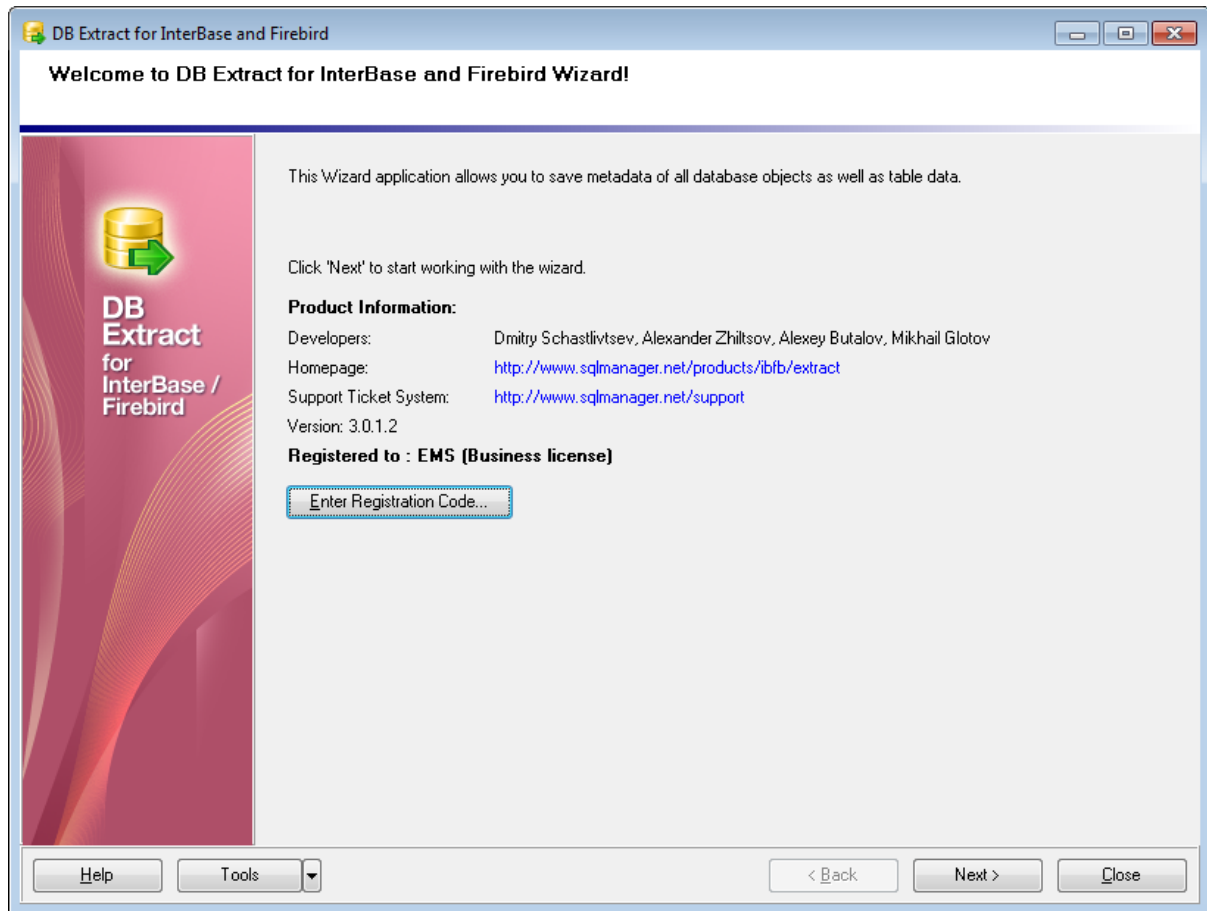 DB Extract for InterBase and Firebird
Welcome to DB Extract for InterBase and Firebird Wizard!
This Wizard application allows you to save metadata of all database objects as well as table data.
Click 'Next' to start working with the wizard.
DB
Extract
for
InterBase /
Firebird
Product Information:
Developers: Dmitry Schastlivtsev, Alexander Zhiltsov, Alexey Butalov, Mikhail Glotov
Homepage: http://www.sqlmanager.net/products/ibfb/extract
Support Ticket System: http://www.sqlmanager.net/support
Version: 3.0.1.2
Registered to : EMS (Business license)
Enter Registration Code...
Help Tools < Back Next > Close